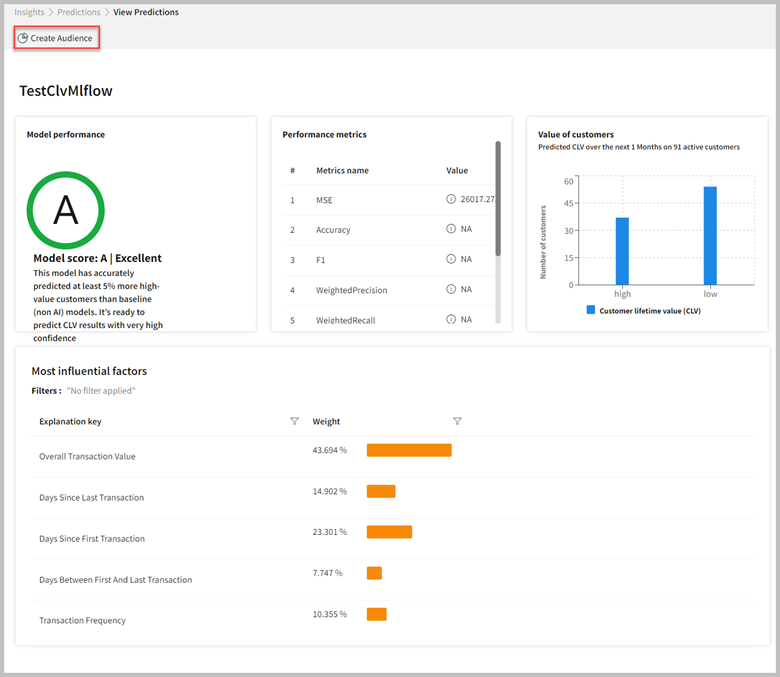 Insights > Predictions > View Predictions
Create Audience
TestClvMlflow
Model performance
A
Model score: A | Excellent
This model has accurately
predicted at least 5% more high-
value customers than baseline
(non AI) models. It's ready to
predict CLV results with very high
confidence
Performance metrics
# Metrics name Value
1 MSE 26017.27
2 Accuracy NA
3 F1 NA
4 WeightedPrecision NA
5 WeightedRecall NA
Value of customers
Predicted CLV over the next 1 Months on 91 active customers
Number of customers
60
45
30
15
0
high low
Customer lifetime value (CLV)
Most influential factors
Filters : "No filter applied"
Explanation key Weight
Overall Transaction Value 43.694 %
Days Since Last Transaction 14.902 %
Days Since First Transaction 23.301 %
Days Between First And Last Transaction 7.747 %
Transaction Frequency 10.355 %